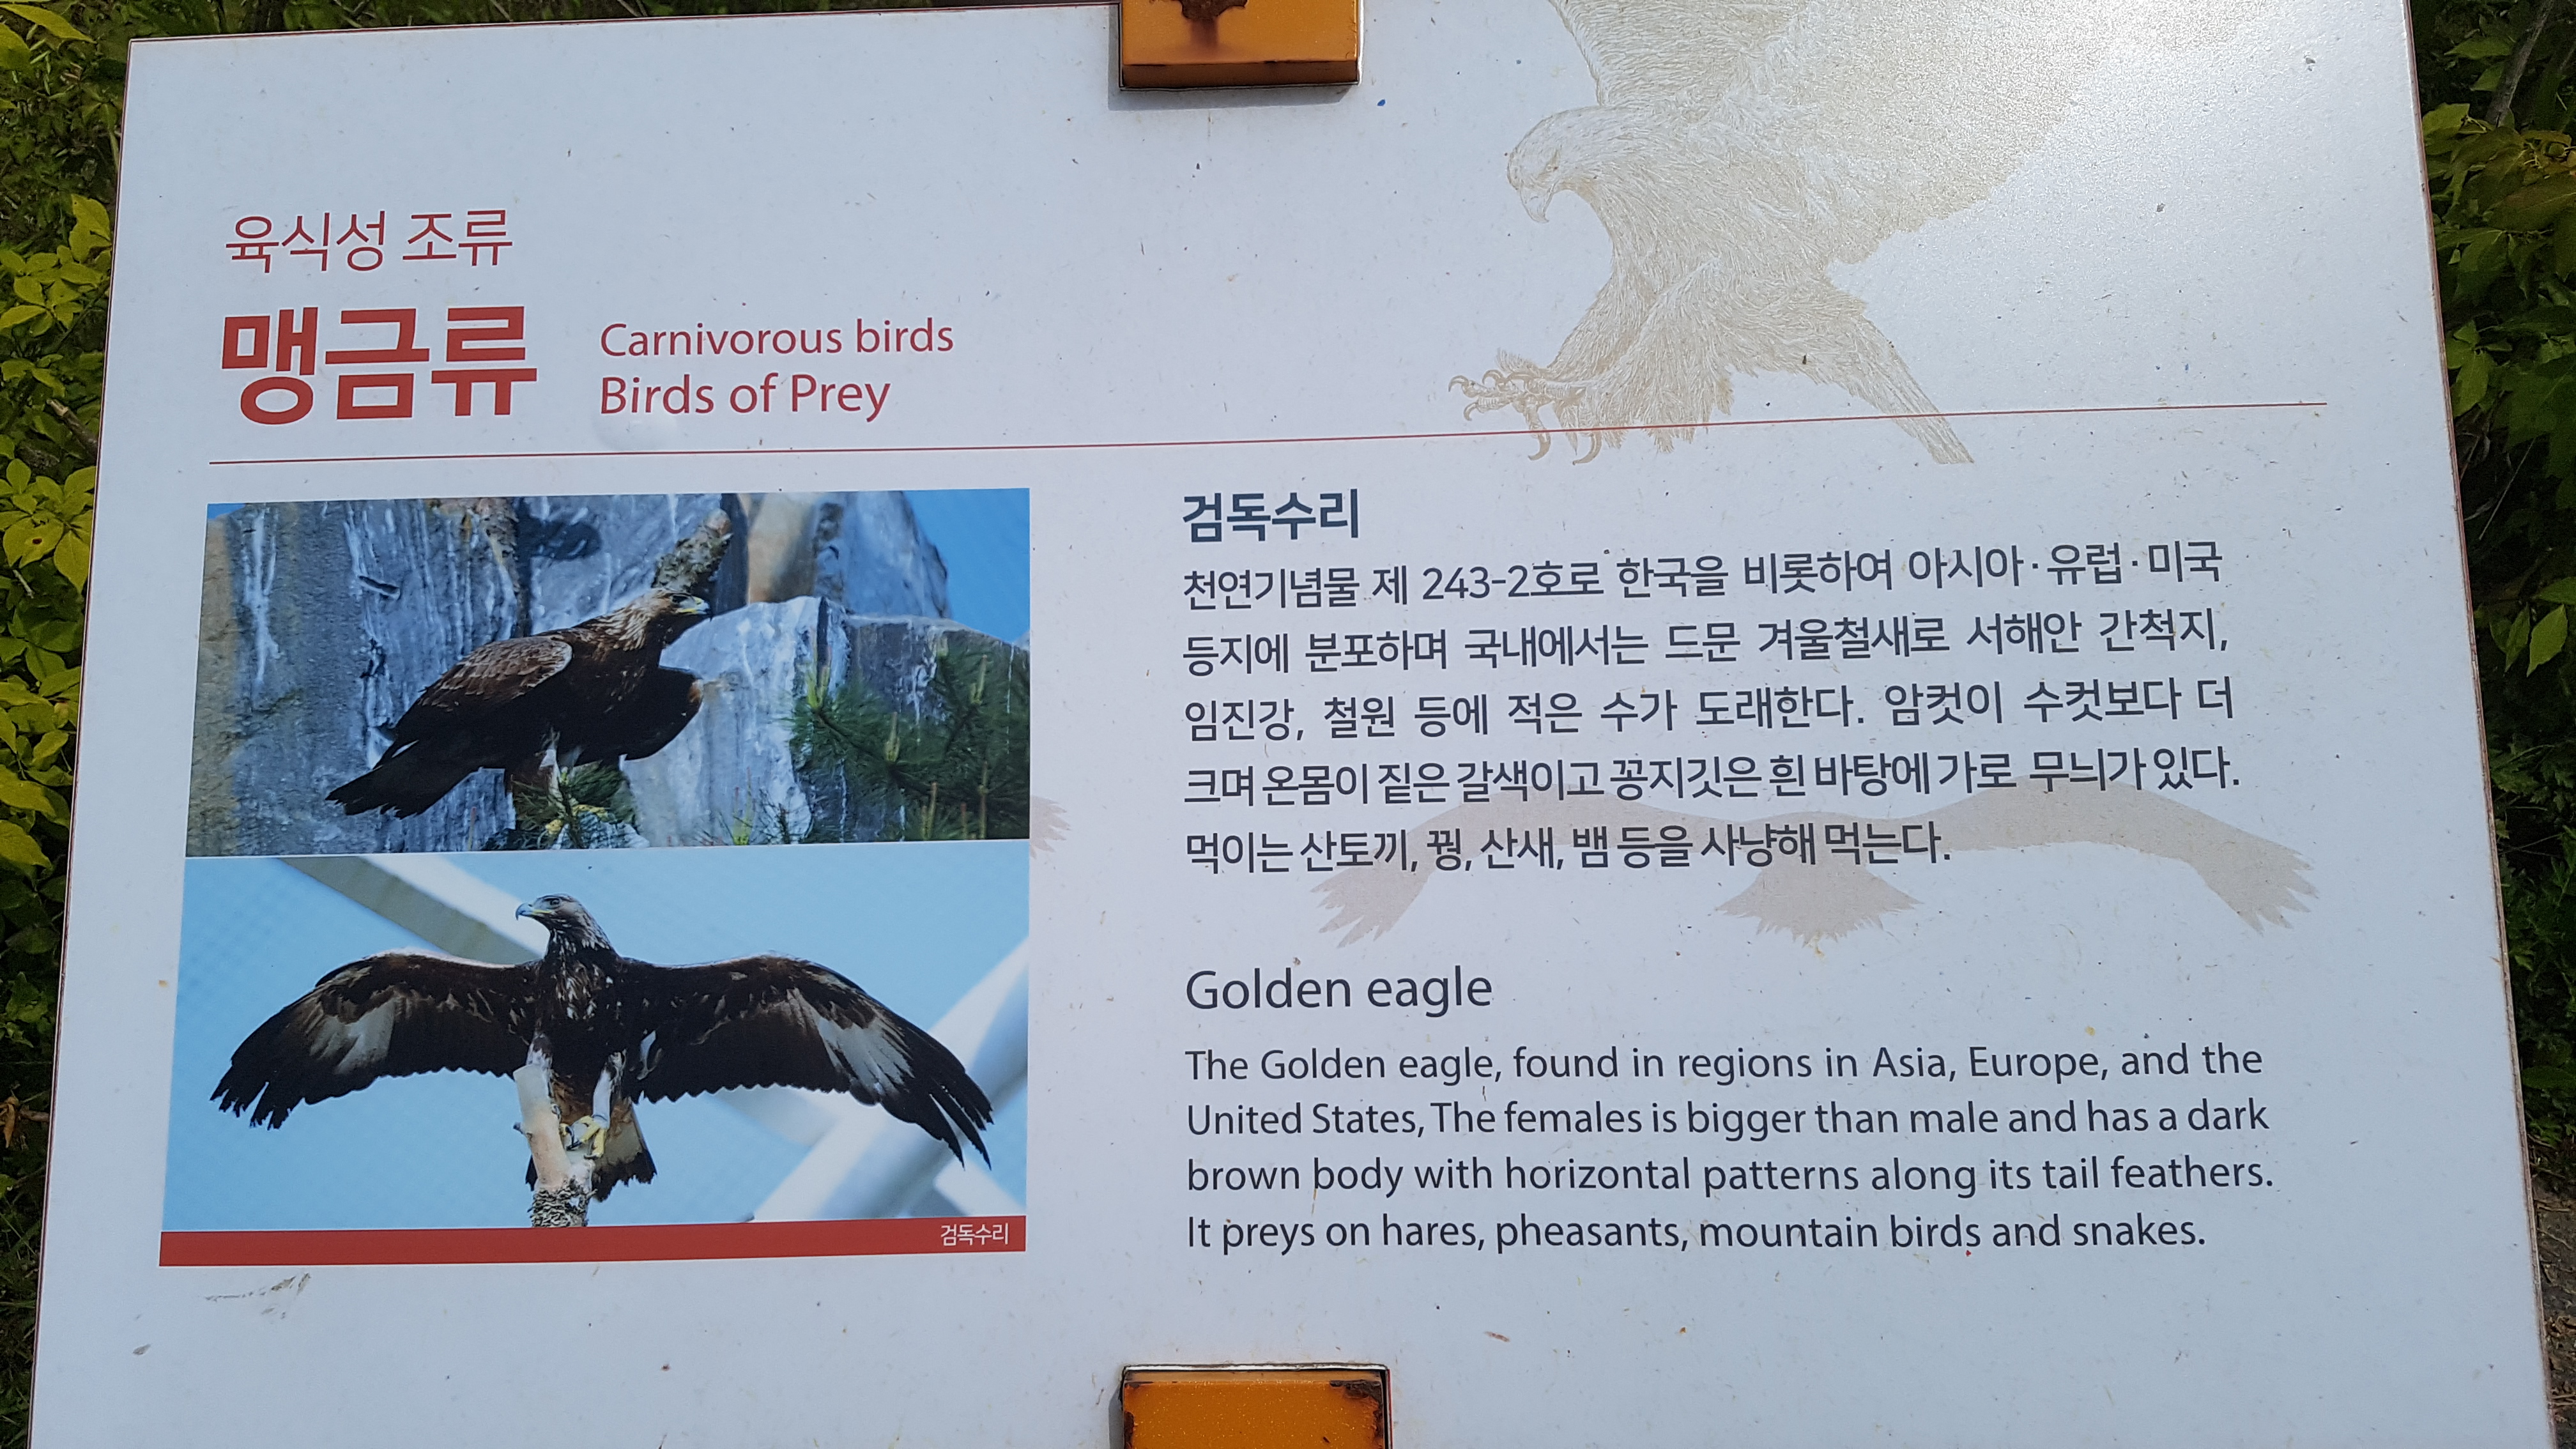 육식성 조류
맹금류
Carnivorous birds
Birds of Prey
검독수리
천연기념물 제 243-2호로 한국을 비롯하여 아시아·유럽·미국
등지에 분포하며 국내에서는 드문 겨울철새로 서해안 간척지,
임진강, 철원 등에 적은 수가 도래한다. 암컷이 수컷보다 더
크며 온몸이 짙은 갈색이고 꽁지깃은 흰 바탕에 가로 무늬가 있다.
먹이는 산토끼, 꿩, 산새, 뱀 등을 사냥해 먹는다.
Golden eagle
The Golden eagle, found in regions in Asia, Europe, and the
United States, The females is bigger than male and has a dark
brown body with horizontal patterns along its tail feathers.
It preys on hares, pheasants, mountain birds and snakes.
검독수리